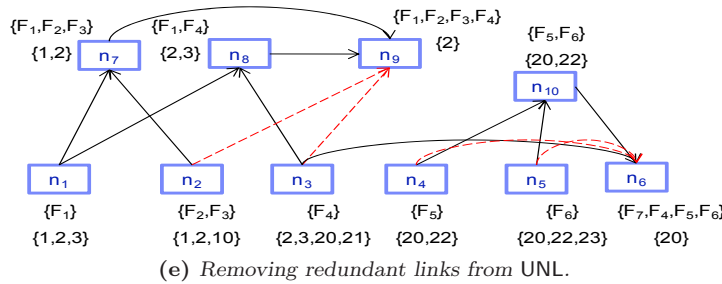 {F₁,F₂,F₃} {F₁,F₄} {F₁,F₂,F₃,F₄} {F₅,F₆}
{1,2} {2,3} {2} {20,22}
n₇ n₈ n₉ n₁₀
n₁ n₂ n₃ n₄ n₅ n₆
{F₁} {F₂,F₃} {F₄} {F₅} {F₆} {F₇,F₄,F₅,F₆}
{1,2,3} {1,2,10} {2,3,20,21} {20,22} {20,22,23} {20}
(e) Removing redundant links from UNL.